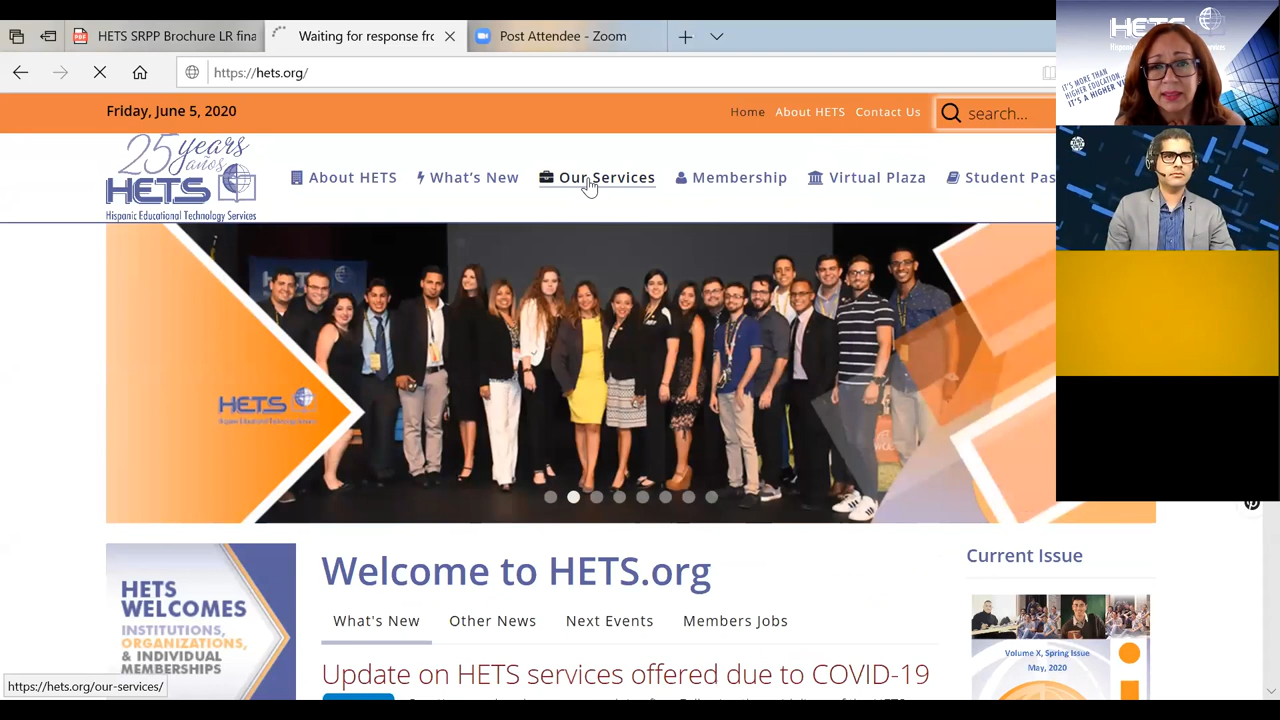 HETS SRPP Brochure LR fina
Waiting for response frc
Post Attendee - Zoom
https://hets.org/
Friday, June 5, 2020
Home
About HETS
Contact Us
search...
25 years
años
HETS
Hispanic Educational Technology Services
About HETS
What's New
Our Services
Membership
Virtual Plaza
Student Pas
HETS
HETS
WELCOMES
INSTITUTIONS,
ORGANIZATIONS,
& INDIVIDUAL
MEMBERSHIPS
Welcome to HETS.org
What's New
Other News
Next Events
Members Jobs
Update on HETS services offered due to COVID-19
Current Issue
Volume X, Spring Issue
May, 2020
https://hets.org/our-services/
HETS
IT'S MORE THAN
HIGHER EDUCATION...
IT'S A HIGHER V